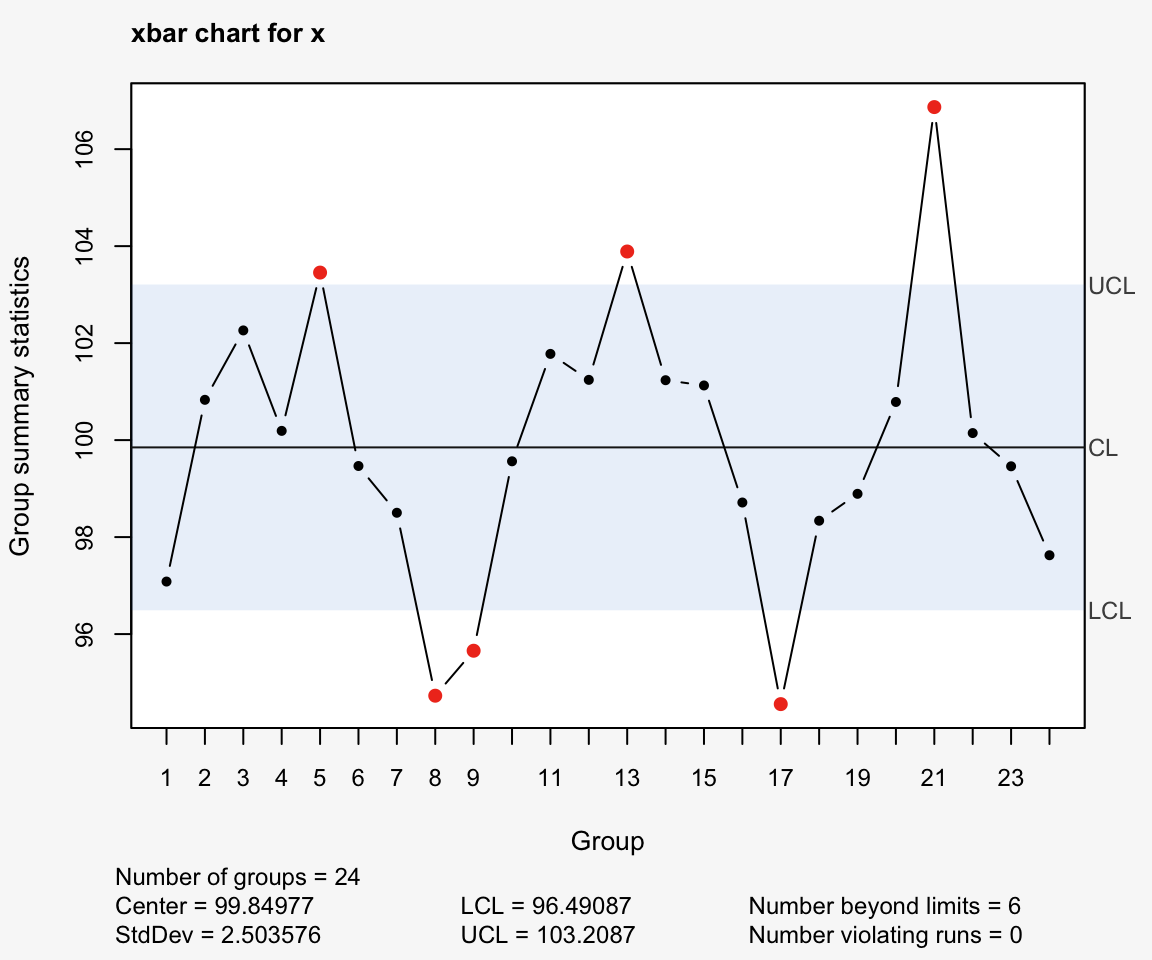 xbar chart for x
Group summary statistics
106
104
102
100
98
96
UCL
CL
LCL
1 2 3 4 5 6 7 8 9 11 13 15 17 19 21 23
Group
Number of groups = 24
Center = 99.84977 LCL = 96.49087 Number beyond limits = 6
StdDev = 2.503576 UCL = 103.2087 Number violating runs = 0